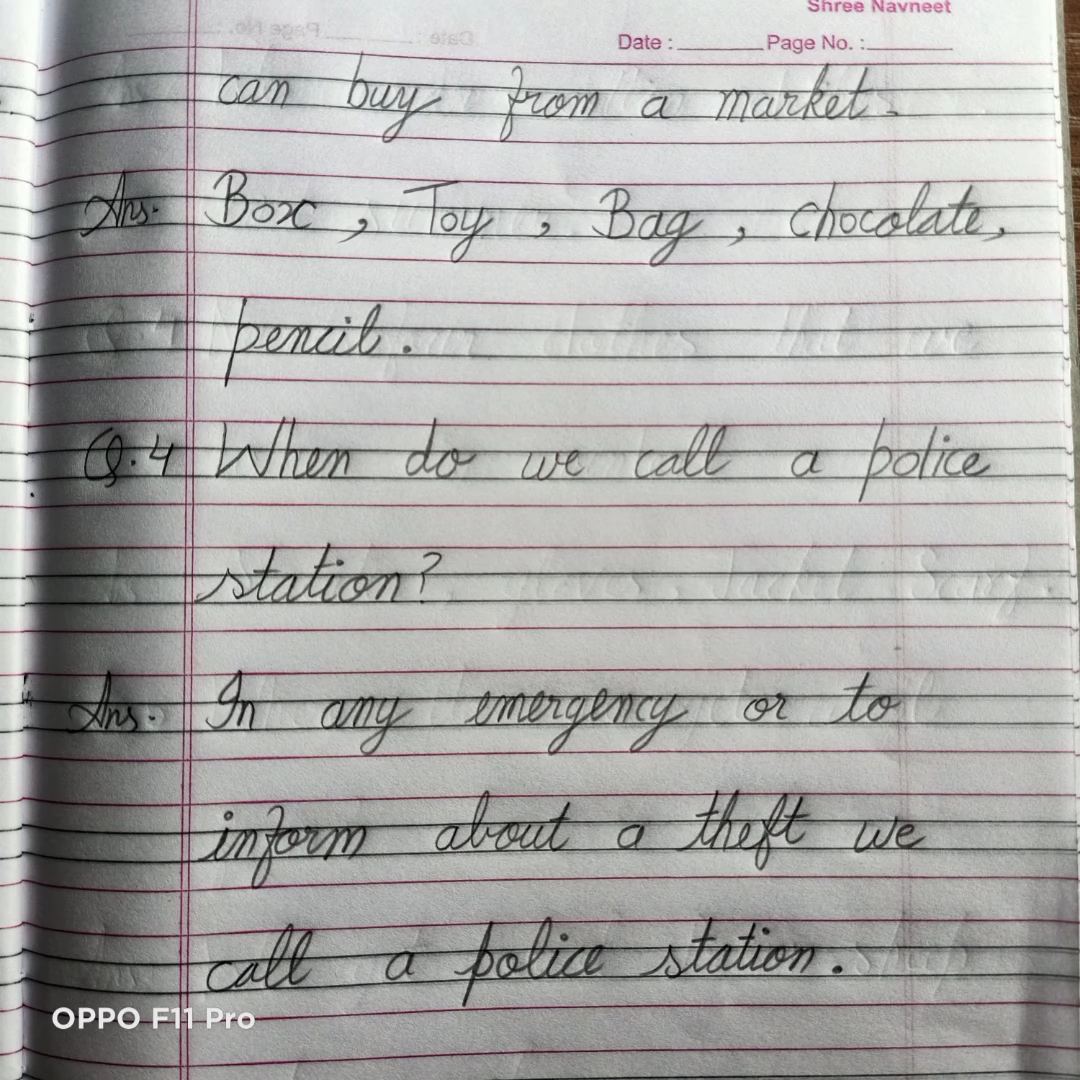 Shree Navneet
Date : Page No. :
can buy from a market.
Ans. Box, Toy, Bag, chocolate,
pencil.
Q.4 When do we call a police
station?
Ans. In any emergency or to
inform about a theft we
call a police station.
OPPO F11 Pro